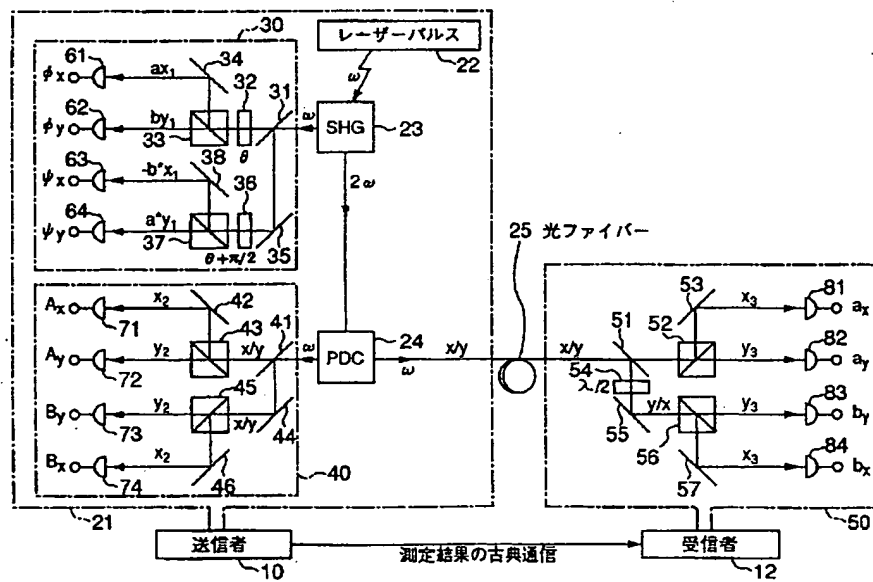 30
レーザーパルス
22
61
34
φx
ax₁
ω
32
31
62
by₁
φy
33
θ
ω
SHG
23
63
38
ψx
-b*x₁
36
2ω
64
a*y₁
ψy
37
θ+π/2
35
25 光ファイバー
Ax
x₂
42
71
43
41
Ay
y₂
x/y
72
45
ω
PDC
24
x/y
ω
x/y
By
y₂
x/y
73
44
Bx
x₂
74
46
40
53
81
x₃
ax
51
52
82
y₃
ay
54
λ/2
83
y/x
y₃
by
55
56
84
x₃
bx
57
50
21
送信者
10
測定結果の古典通信
受信者
12